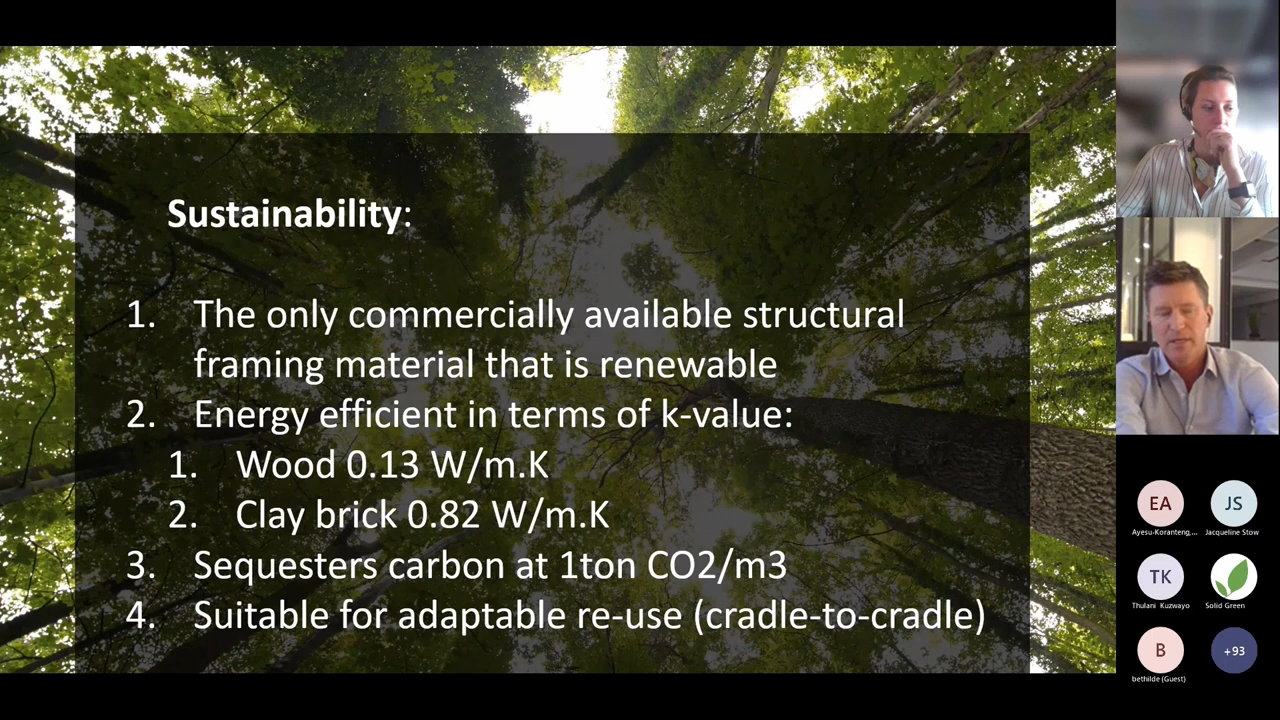 Sustainability:
1. The only commercially available structural
framing material that is renewable
2. Energy efficient in terms of k-value:
1. Wood 0.13 W/m.K
2. Clay brick 0.82 W/m.K
3. Sequesters carbon at 1ton CO2/m3
4. Suitable for adaptable re-use (cradle-to-cradle)
EA
JS
Ayesu-Koranteng,...
Jacqueline Stow
TK
Thulani Kuzwayo
Solid Green
B
+93
bethilde (Guest)